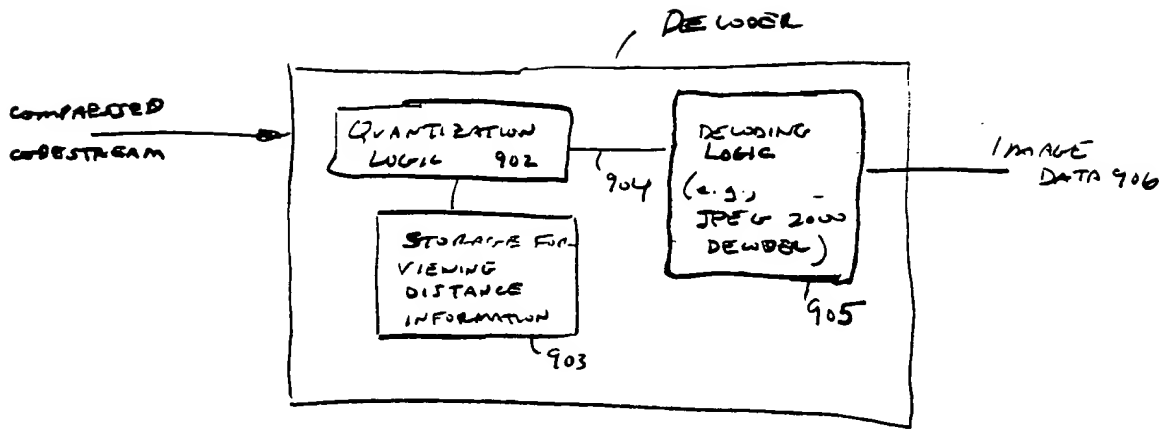 DECODER
COMPRESSED
CODESTREAM
QUANTIZATION
LOGIC 902
904
DECODING
LOGIC
(e.g.,
JPEG 2000
DECODER)
905
IMAGE
DATA 906
STORAGE FOR
VIEWING
DISTANCE
INFORMATION
903